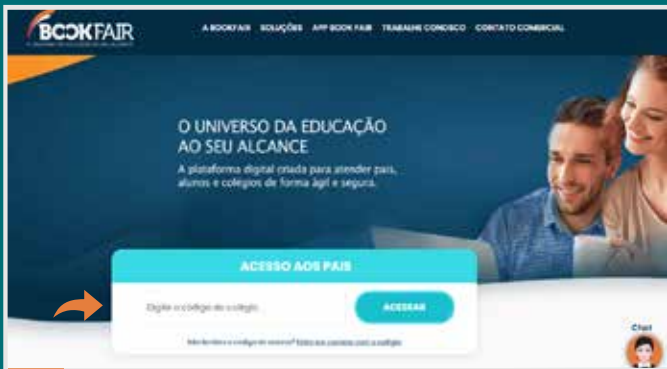 BOOKFAIR
A BOOKFAIR SOLUÇÕES APP BOOK FAIR TRABALHE CONOSCO CONTATO COMERCIAL
O UNIVERSO DA EDUCAÇÃO
AO SEU ALCANCE
A plataforma digital criada para atender pais,
alunos e colégios de forma ágil e segura.
ACESSO AOS PAIS
Digite o código do colégio
ACESSAR
Chat